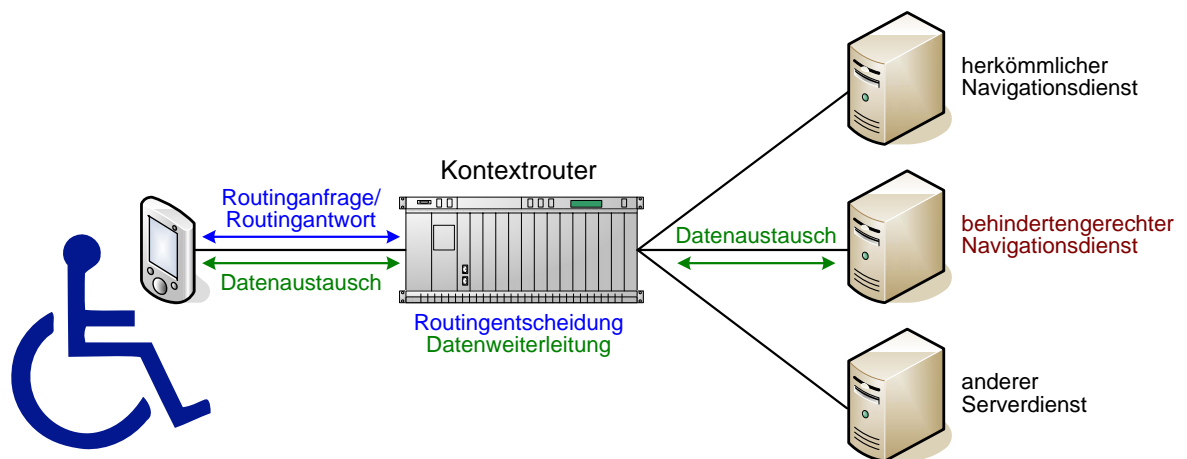 herkömmlicher
Navigationsdienst
Kontextrouter
Routinganfrage/
Routingantwort
Datenaustausch
Routingentscheidung
Datenweiterleitung
Datenaustausch
behindertengerechter
Navigationsdienst
anderer
Serverdienst